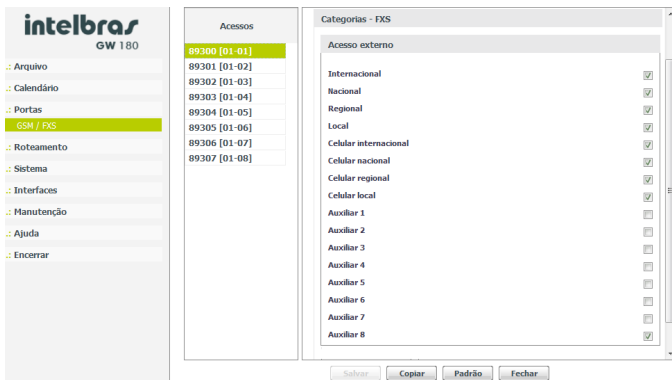 intelbras
GW 180
.: Arquivo
.: Calendário
.: Portas
GSM / FXS
.: Roteamento
.: Sistema
.: Interfaces
.: Manutenção
.: Ajuda
.: Encerrar
Acessos
89300 [01-01]
89301 [01-02]
89302 [01-03]
89303 [01-04]
89304 [01-05]
89305 [01-06]
89306 [01-07]
89307 [01-08]
Categorias - FXS
Acesso externo
Internacional
Nacional
Regional
Local
Celular internacional
Celular nacional
Celular regional
Celular local
Auxiliar 1
Auxiliar 2
Auxiliar 3
Auxiliar 4
Auxiliar 5
Auxiliar 6
Auxiliar 7
Auxiliar 8
Salvar Copiar Padrão Fechar